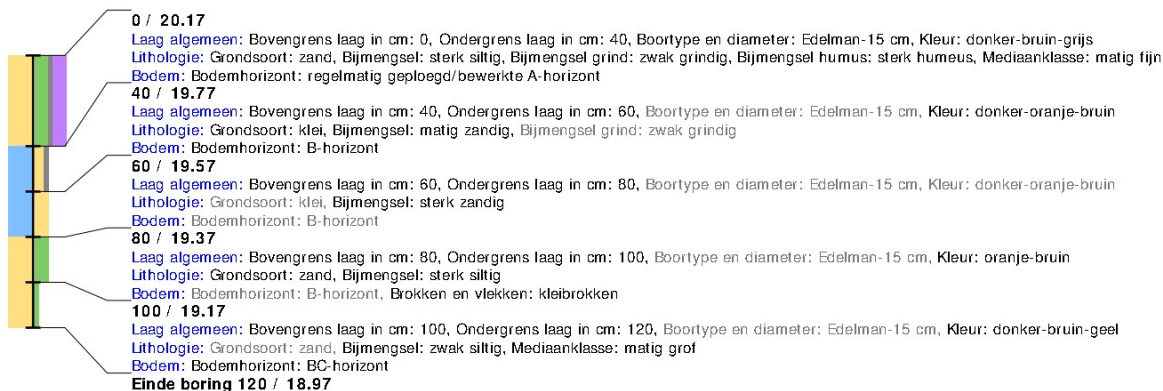 0 / 20.17
Laag algemeen: Bovengrens laag in cm: 0, Ondergrens laag in cm: 40, Boortype en diameter: Edelman-15 cm, Kleur: donker-bruin-grijs
Lithologie: Grondsoort: zand, Bijmengsel: sterk siltig, Bijmengsel grind: zwak grindig, Bijmengsel humus: sterk humeus, Mediaanklasse: matig fijn
Bodem: Bodemhorizont: regelmatig geploegd/bewerkte A-horizont
40 / 19.77
Laag algemeen: Bovengrens laag in cm: 40, Ondergrens laag in cm: 60, Boortype en diameter: Edelman-15 cm, Kleur: donker-oranje-bruin
Lithologie: Grondsoort: klei, Bijmengsel: matig zandig, Bijmengsel grind: zwak grindig
Bodem: Bodemhorizont: B-horizont
60 / 19.57
Laag algemeen: Bovengrens laag in cm: 60, Ondergrens laag in cm: 80, Boortype en diameter: Edelman-15 cm, Kleur: donker-oranje-bruin
Lithologie: Grondsoort: klei, Bijmengsel: sterk zandig
Bodem: Bodemhorizont: B-horizont
80 / 19.37
Laag algemeen: Bovengrens laag in cm: 80, Ondergrens laag in cm: 100, Boortype en diameter: Edelman-15 cm, Kleur: oranje-bruin
Lithologie: Grondsoort: zand, Bijmengsel: sterk siltig
Bodem: Bodemhorizont: B-horizont, Brokken en vlekken: kleibrokken
100 / 19.17
Laag algemeen: Bovengrens laag in cm: 100, Ondergrens laag in cm: 120, Boortype en diameter: Edelman-15 cm, Kleur: donker-bruin-geel
Lithologie: Grondsoort: zand, Bijmengsel: zwak siltig, Mediaanklasse: matig grof
Bodem: Bodemhorizont: BC-horizont
Einde boring 120 / 18.97